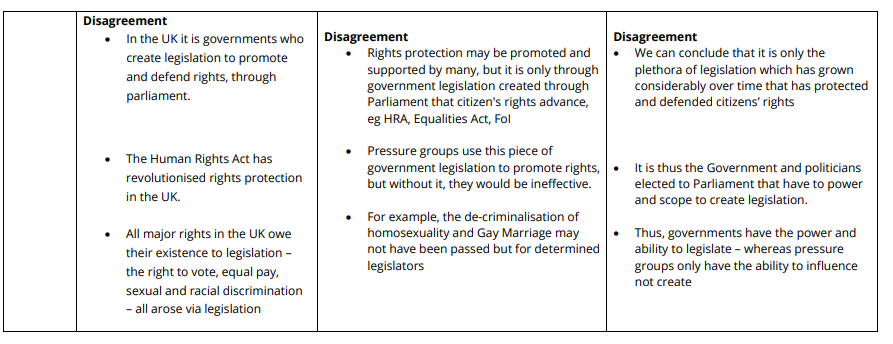 Disagreement
• In the UK it is governments who
create legislation to promote
and defend rights, through
parliament.
• The Human Rights Act has
revolutionised rights protection
in the UK.
• All major rights in the UK owe
their existence to legislation –
the right to vote, equal pay,
sexual and racial discrimination
– all arose via legislation
Disagreement
• Rights protection may be promoted and
supported by many, but it is only through
government legislation created through
Parliament that citizen's rights advance,
eg HRA, Equalities Act, FoI
• Pressure groups use this piece of
government legislation to promote rights,
but without it, they would be ineffective.
• For example, the de-criminalisation of
homosexuality and Gay Marriage may
not have been passed but for determined
legislators
Disagreement
• We can conclude that it is only the
plethora of legislation which has grown
considerably over time that has protected
and defended citizens’ rights
• It is thus the Government and politicians
elected to Parliament that have to power
and scope to create legislation.
• Thus, governments have the power and
ability to legislate – whereas pressure
groups only have the ability to influence
not create